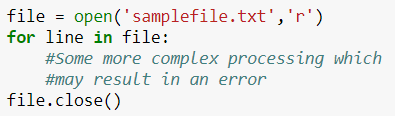 file = open('samplefile.txt','r')
for line in file:
    #Some more complex processing which
    #may result in an error
file.close()